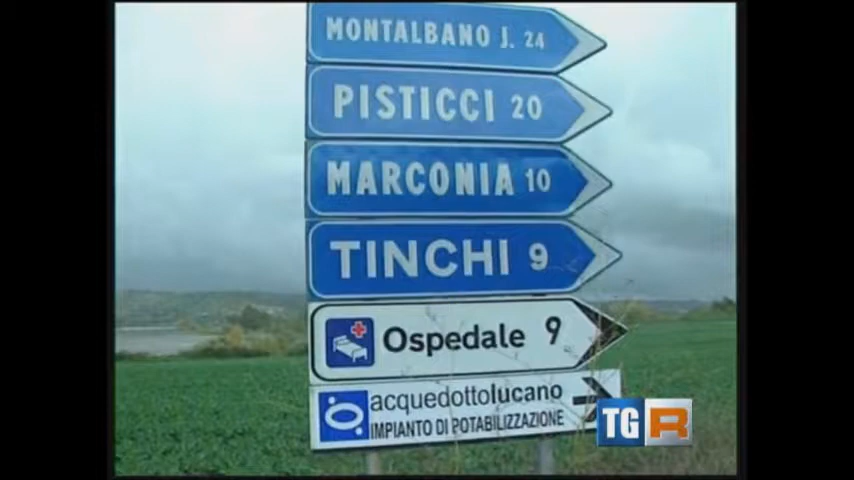 MONTALBANO J. 24
PISTICCI 20
MARCONIA 10
TINCHI 9
Ospedale 9
acquedottolucano
IMPIANTO DI POTABILIZZAZIONE
TGR